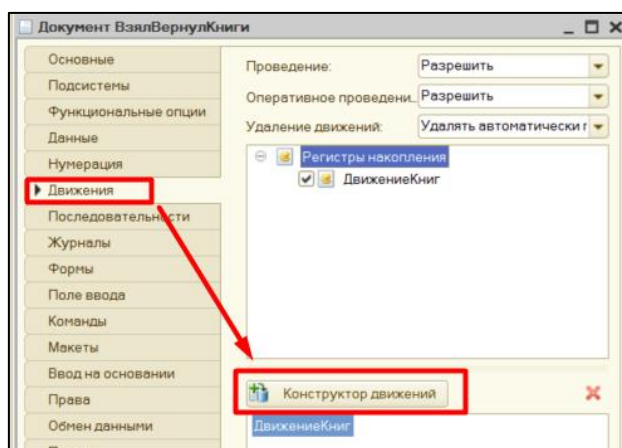 Документ ВзялВернулКниги
Основные
Подсистемы
Функциональные опции
Данные
Нумерация
Движения
Последовательности
Журналы
Формы
Поле ввода
Команды
Макеты
Ввод на основании
Права
Обмен данными
Проведение:
Разрешить
Оперативное проведени...
Разрешить
Удаление движений:
Удалять автоматически г
Регистры накопления
ДвижениеКниг
Конструктор движений
ДвижениеКниг